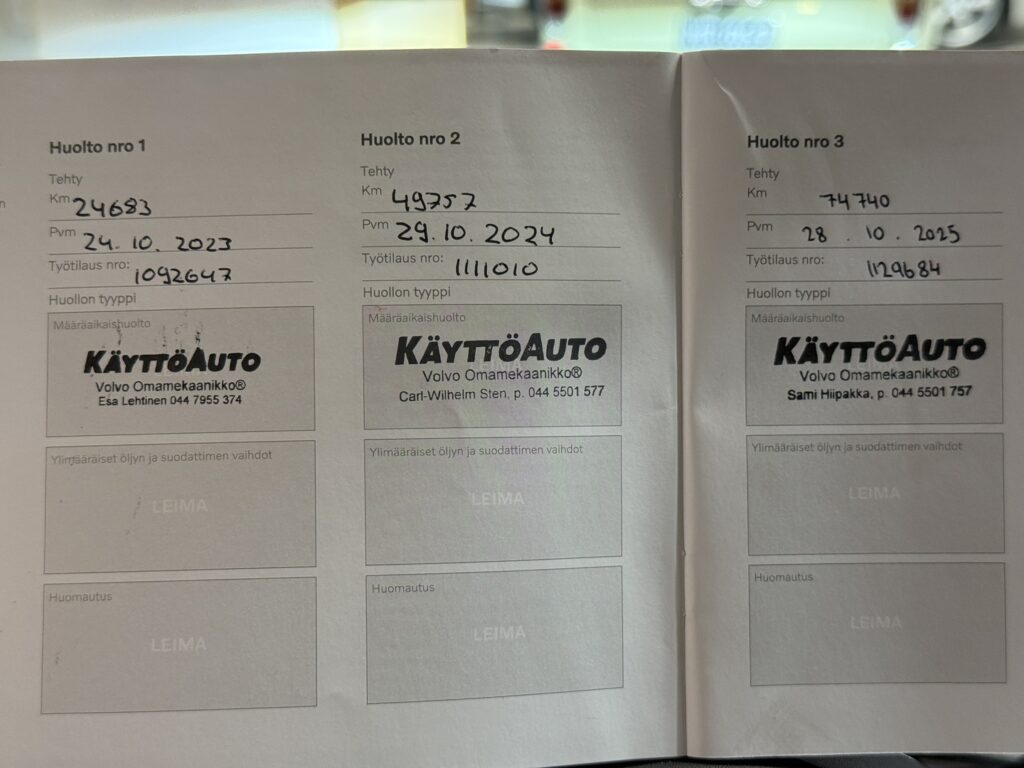 Huolto nro 1
Tehty
Km 24683
Pvm 24. 10. 2023
Työtilaus nro: 1092647
Huollon tyyppi
Määräaikaishuolto
KÄYTTÖAUTO
Volvo Omamekaanikko®
Esa Lehtinen 044 7955 374
Ylimääräiset öljyn ja suodattimen vaihdot
LEIMA
Huomautus
LEIMA
Huolto nro 2
Tehty
Km 49757
Pvm 29. 10. 2024
Työtilaus nro: 1111010
Huollon tyyppi
Määräaikaishuolto
LEIMA
KÄYTTÖAUTO
Volvo Omamekaanikko®
Carl-Wilhelm Sten, p. 044 5501 577
Ylimääräiset öljyn ja suodattimen vaihdot
LEIMA
Huomautus
LEIMA
Huolto nro 3
Tehty
Km 74740
Pvm 28 . 10 . 2025
Työtilaus nro: 1129684
Huollon tyyppi
Määräaikaishuolto
KÄYTTÖAUTO
Volvo Omamekaanikko®
Sami Hiipakka, p. 044 5501 757
Ylimääräiset öljyn ja suodattimen vaihdot
LEIMA
Huomautus
LEIMA